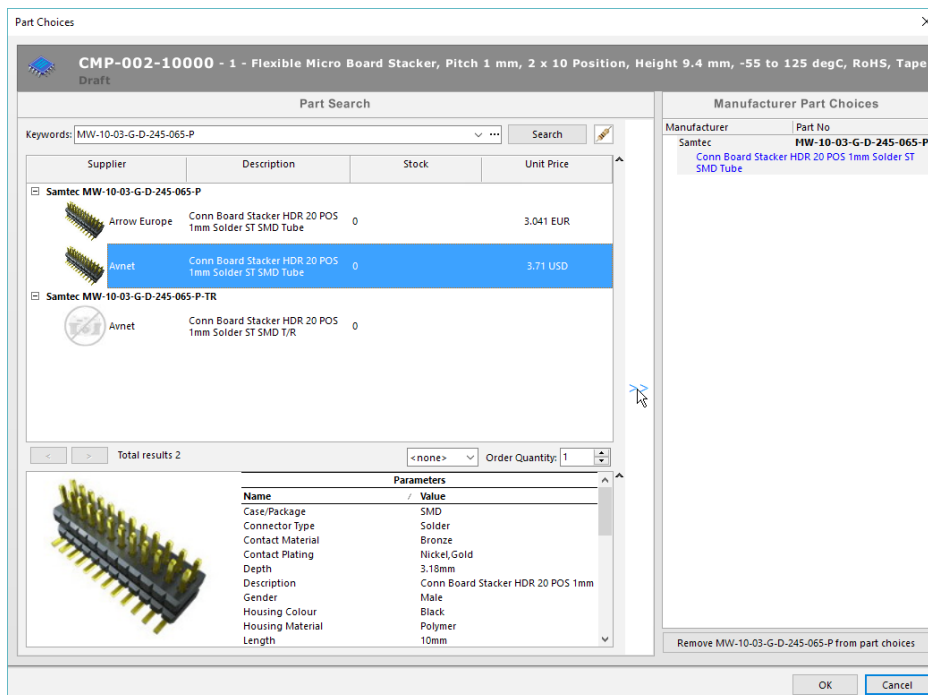 Part Choices
CMP-002-10000 - 1 - Flexible Micro Board Stacker, Pitch 1 mm, 2 x 10 Position, Height 9.4 mm, -55 to 125 degC, RoHS, Tape
Draft
Part Search
Keywords: MW-10-03-G-D-245-065-P ... Search
Supplier Description Stock Unit Price
Samtec MW-10-03-G-D-245-065-P
Arrow Europe Conn Board Stacker HDR 20 POS 1mm Solder ST SMD Tube 0 3.041 EUR
Avnet Conn Board Stacker HDR 20 POS 1mm Solder ST SMD Tube 0 3.71 USD
Samtec MW-10-03-G-D-245-065-P-TR
Avnet Conn Board Stacker HDR 20 POS 1mm Solder ST SMD T/R 0
< > Total results 2 <none> Order Quantity: 1
Parameters
Name / Value
Case/Package SMD
Connector Type Solder
Contact Material Bronze
Contact Plating Nickel,Gold
Depth 3.18mm
Description Conn Board Stacker HDR 20 POS 1mm
Gender Male
Housing Colour Black
Housing Material Polymer
Length 10mm
>>
Manufacturer Part Choices
Manufacturer Part No
Samtec MW-10-03-G-D-245-065-P
Conn Board Stacker HDR 20 POS 1mm Solder ST
SMD Tube
Remove MW-10-03-G-D-245-065-P from part choices
OK Cancel